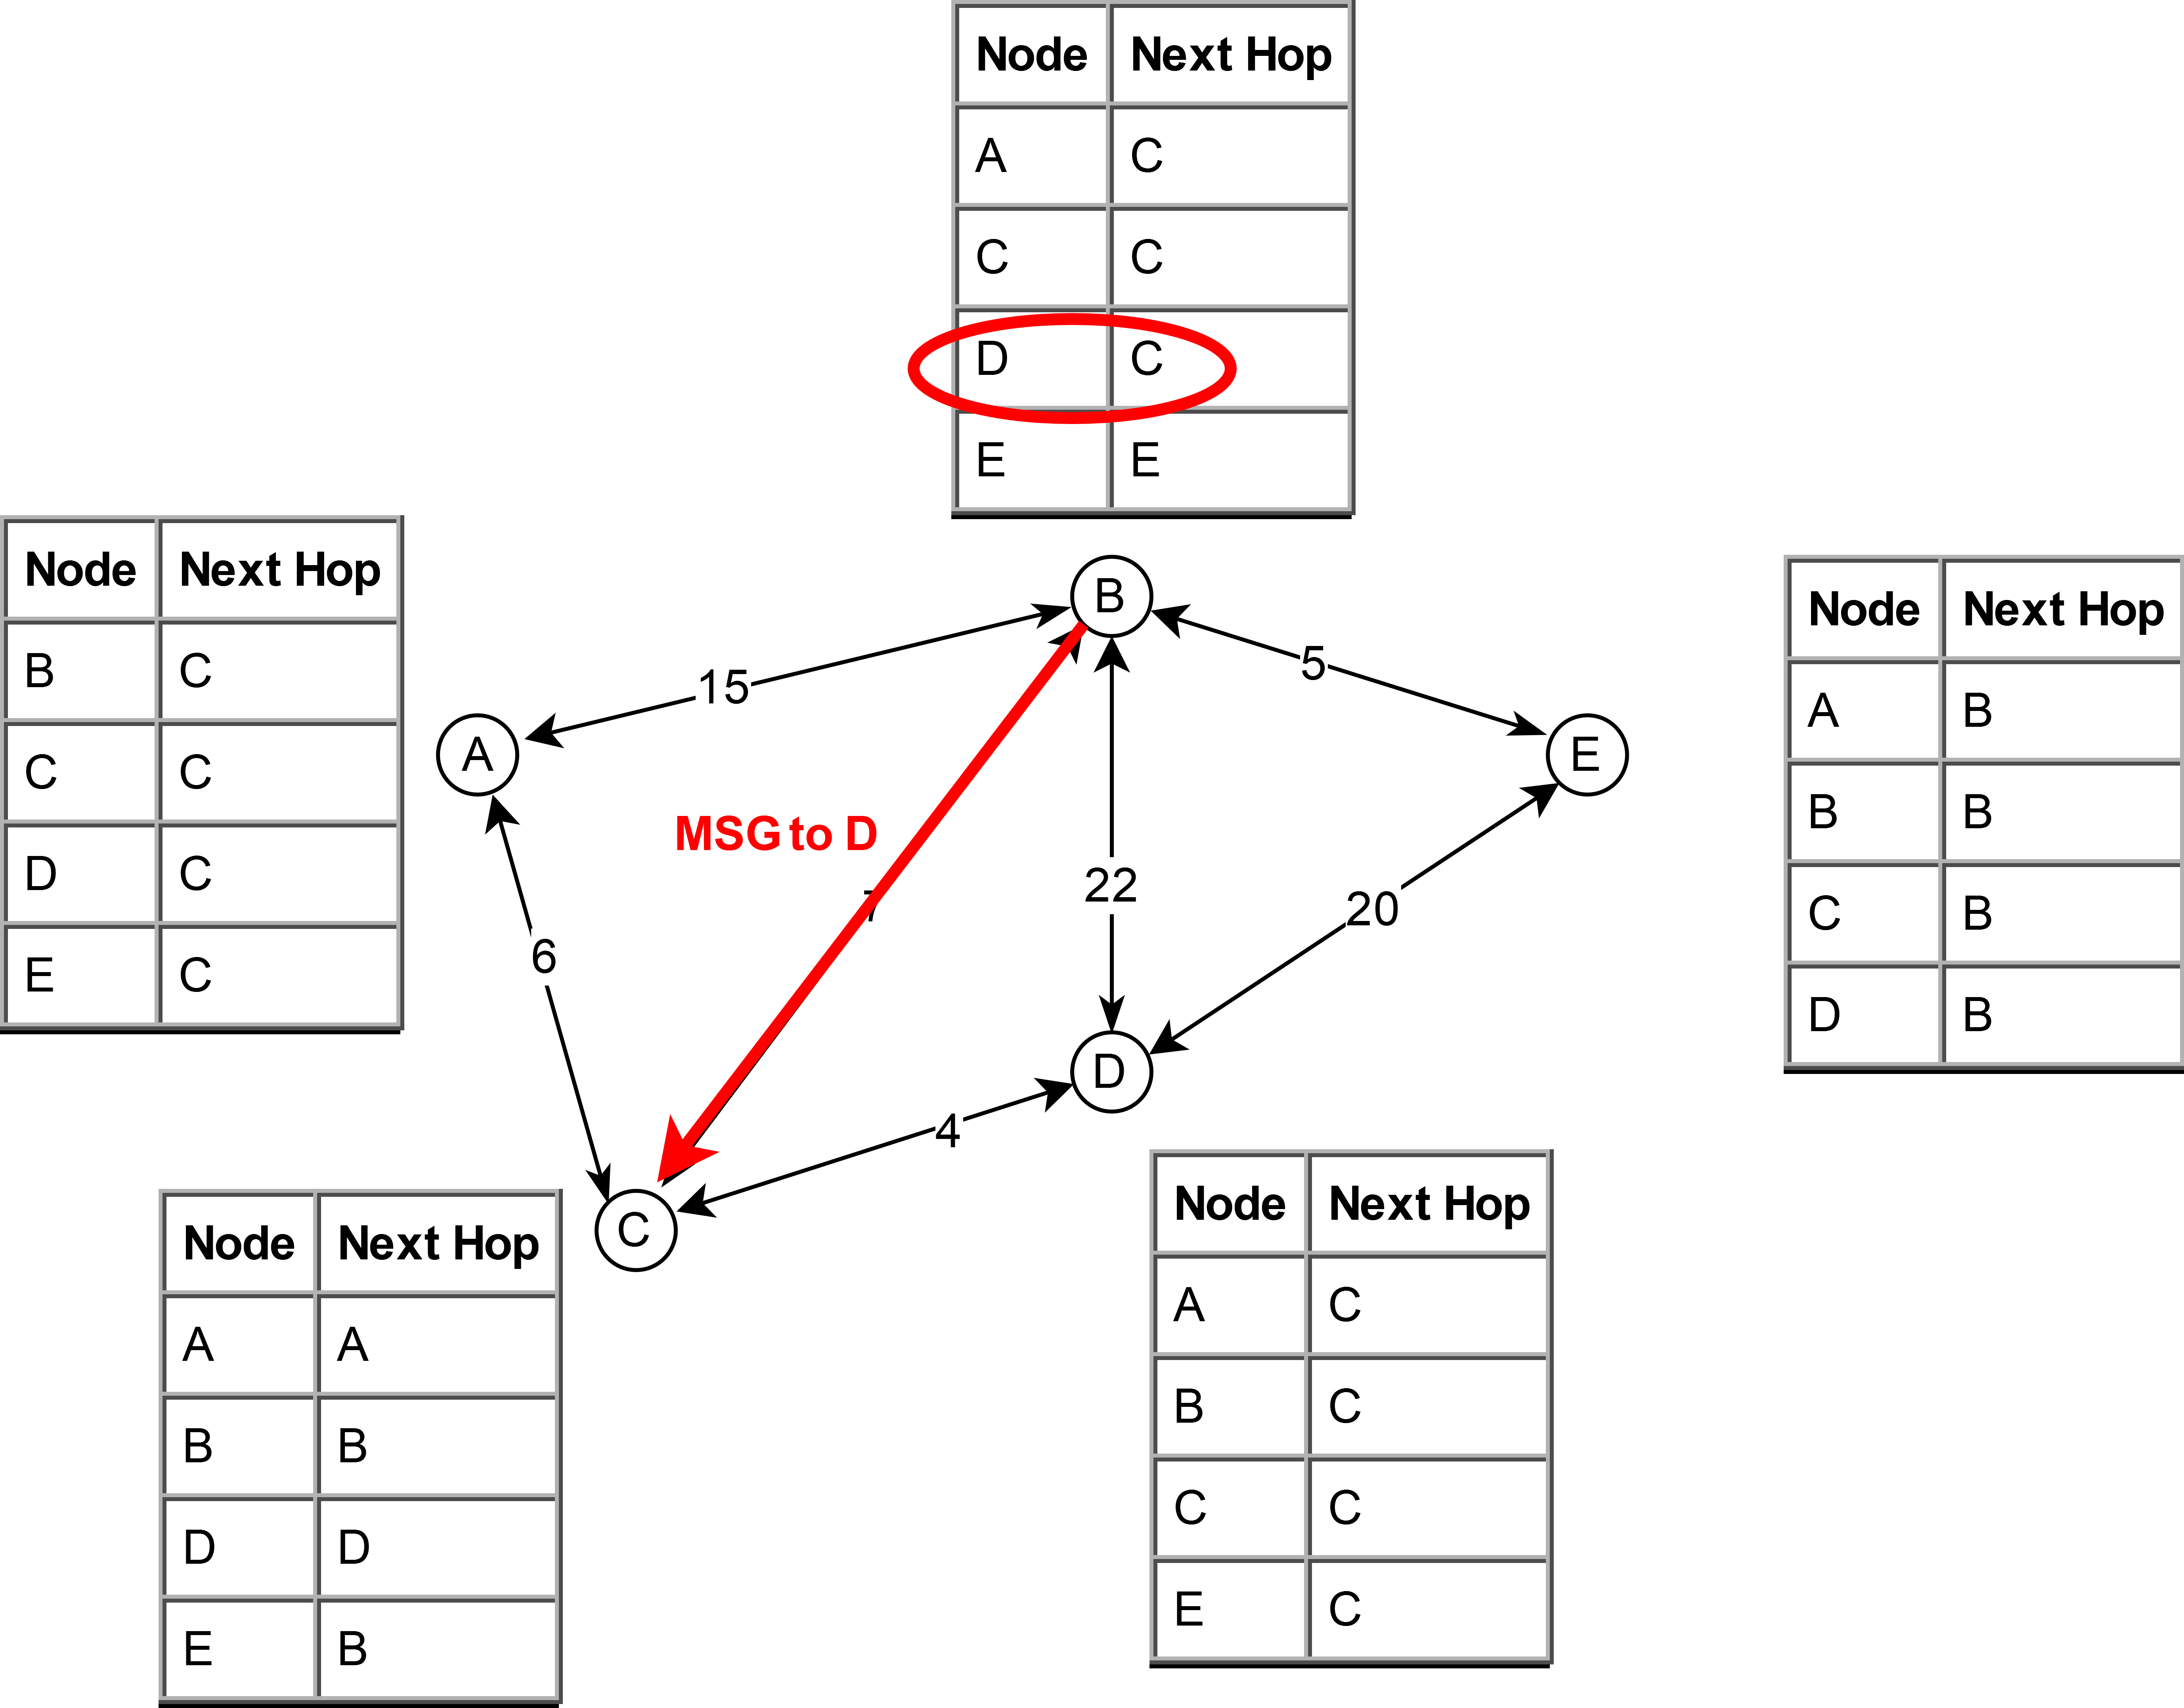 Node Next Hop
A C
C C
D C
E E
Node Next Hop
B C
C C
D C
E C
Node Next Hop
A B
B B
C B
D B
B
15
5
A
E
MSG to D
22
7
20
6
D
4
C
Node Next Hop
A C
B C
C C
E C
Node Next Hop
A A
B B
D D
E B